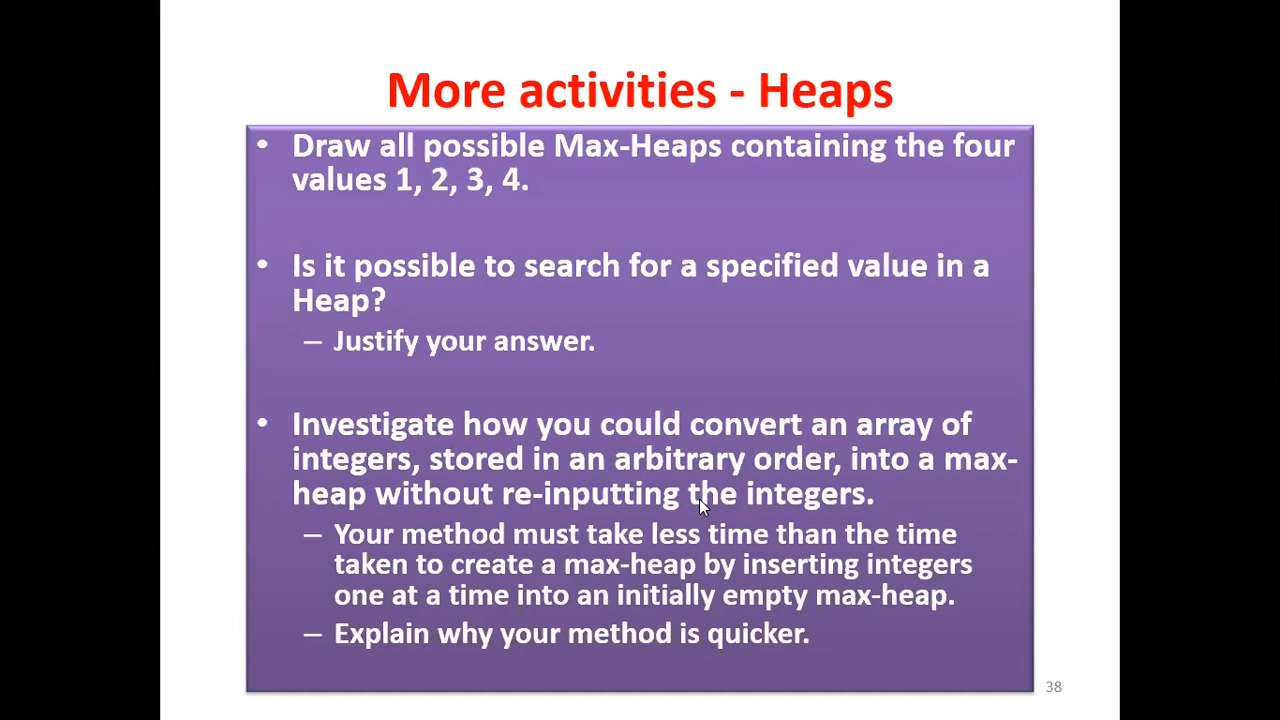 More activities - Heaps
• Draw all possible Max-Heaps containing the four
values 1, 2, 3, 4.
• Is it possible to search for a specified value in a
Heap?
– Justify your answer.
• Investigate how you could convert an array of
integers, stored in an arbitrary order, into a max-
heap without re-inputting the integers.
– Your method must take less time than the time
taken to create a max-heap by inserting integers
one at a time into an initially empty max-heap.
– Explain why your method is quicker.
38